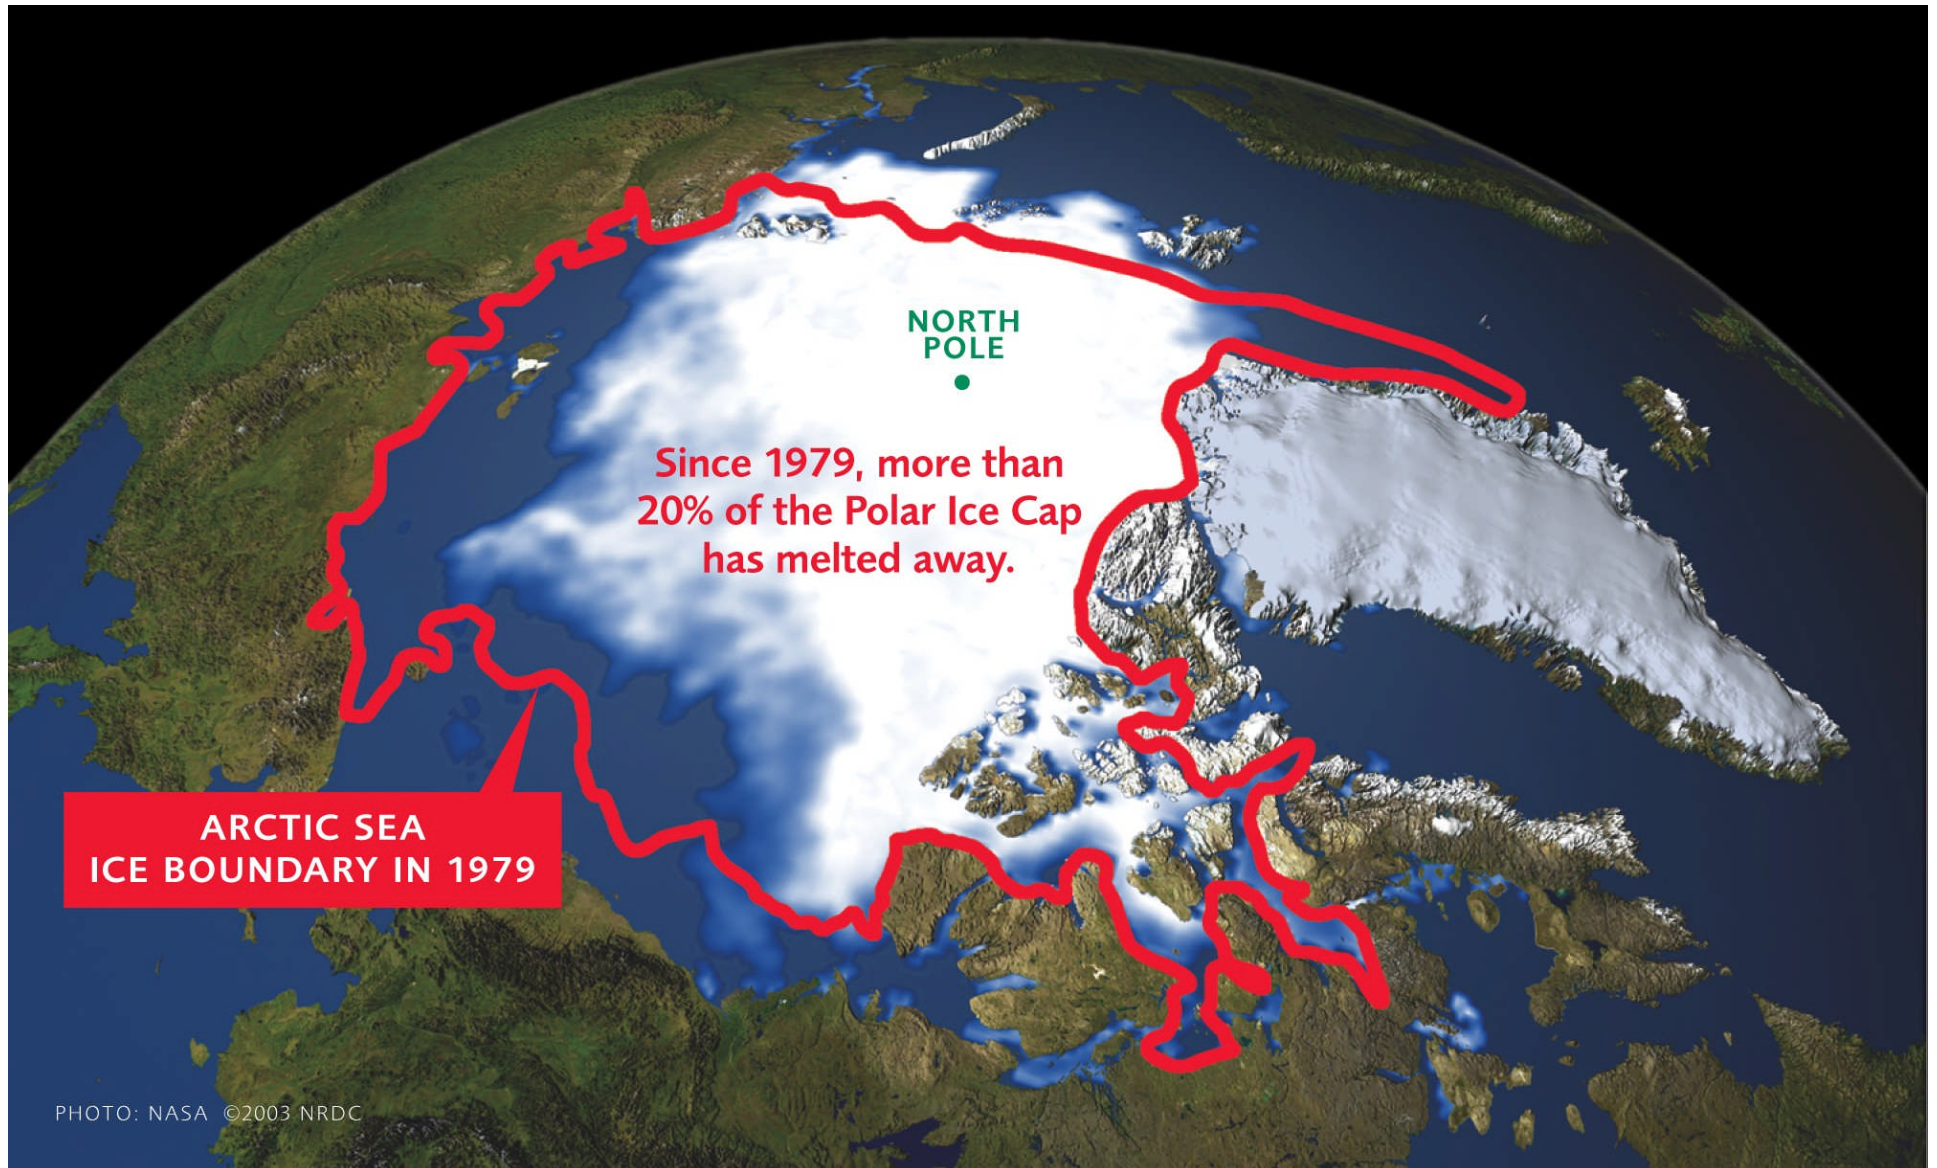 NORTH
POLE
Since 1979, more than
20% of the Polar Ice Cap
has melted away.
ARCTIC SEA
ICE BOUNDARY IN 1979
PHOTO: NASA ©2003 NRDC